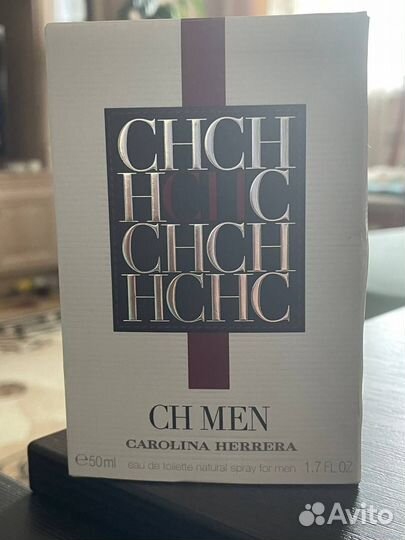 CHCH
HCHC
CHCH
HCHC
CH MEN
CAROLINA HERRERA
℮50ml eau de toilette natural spray for men 1.7 FL OZ
Avito